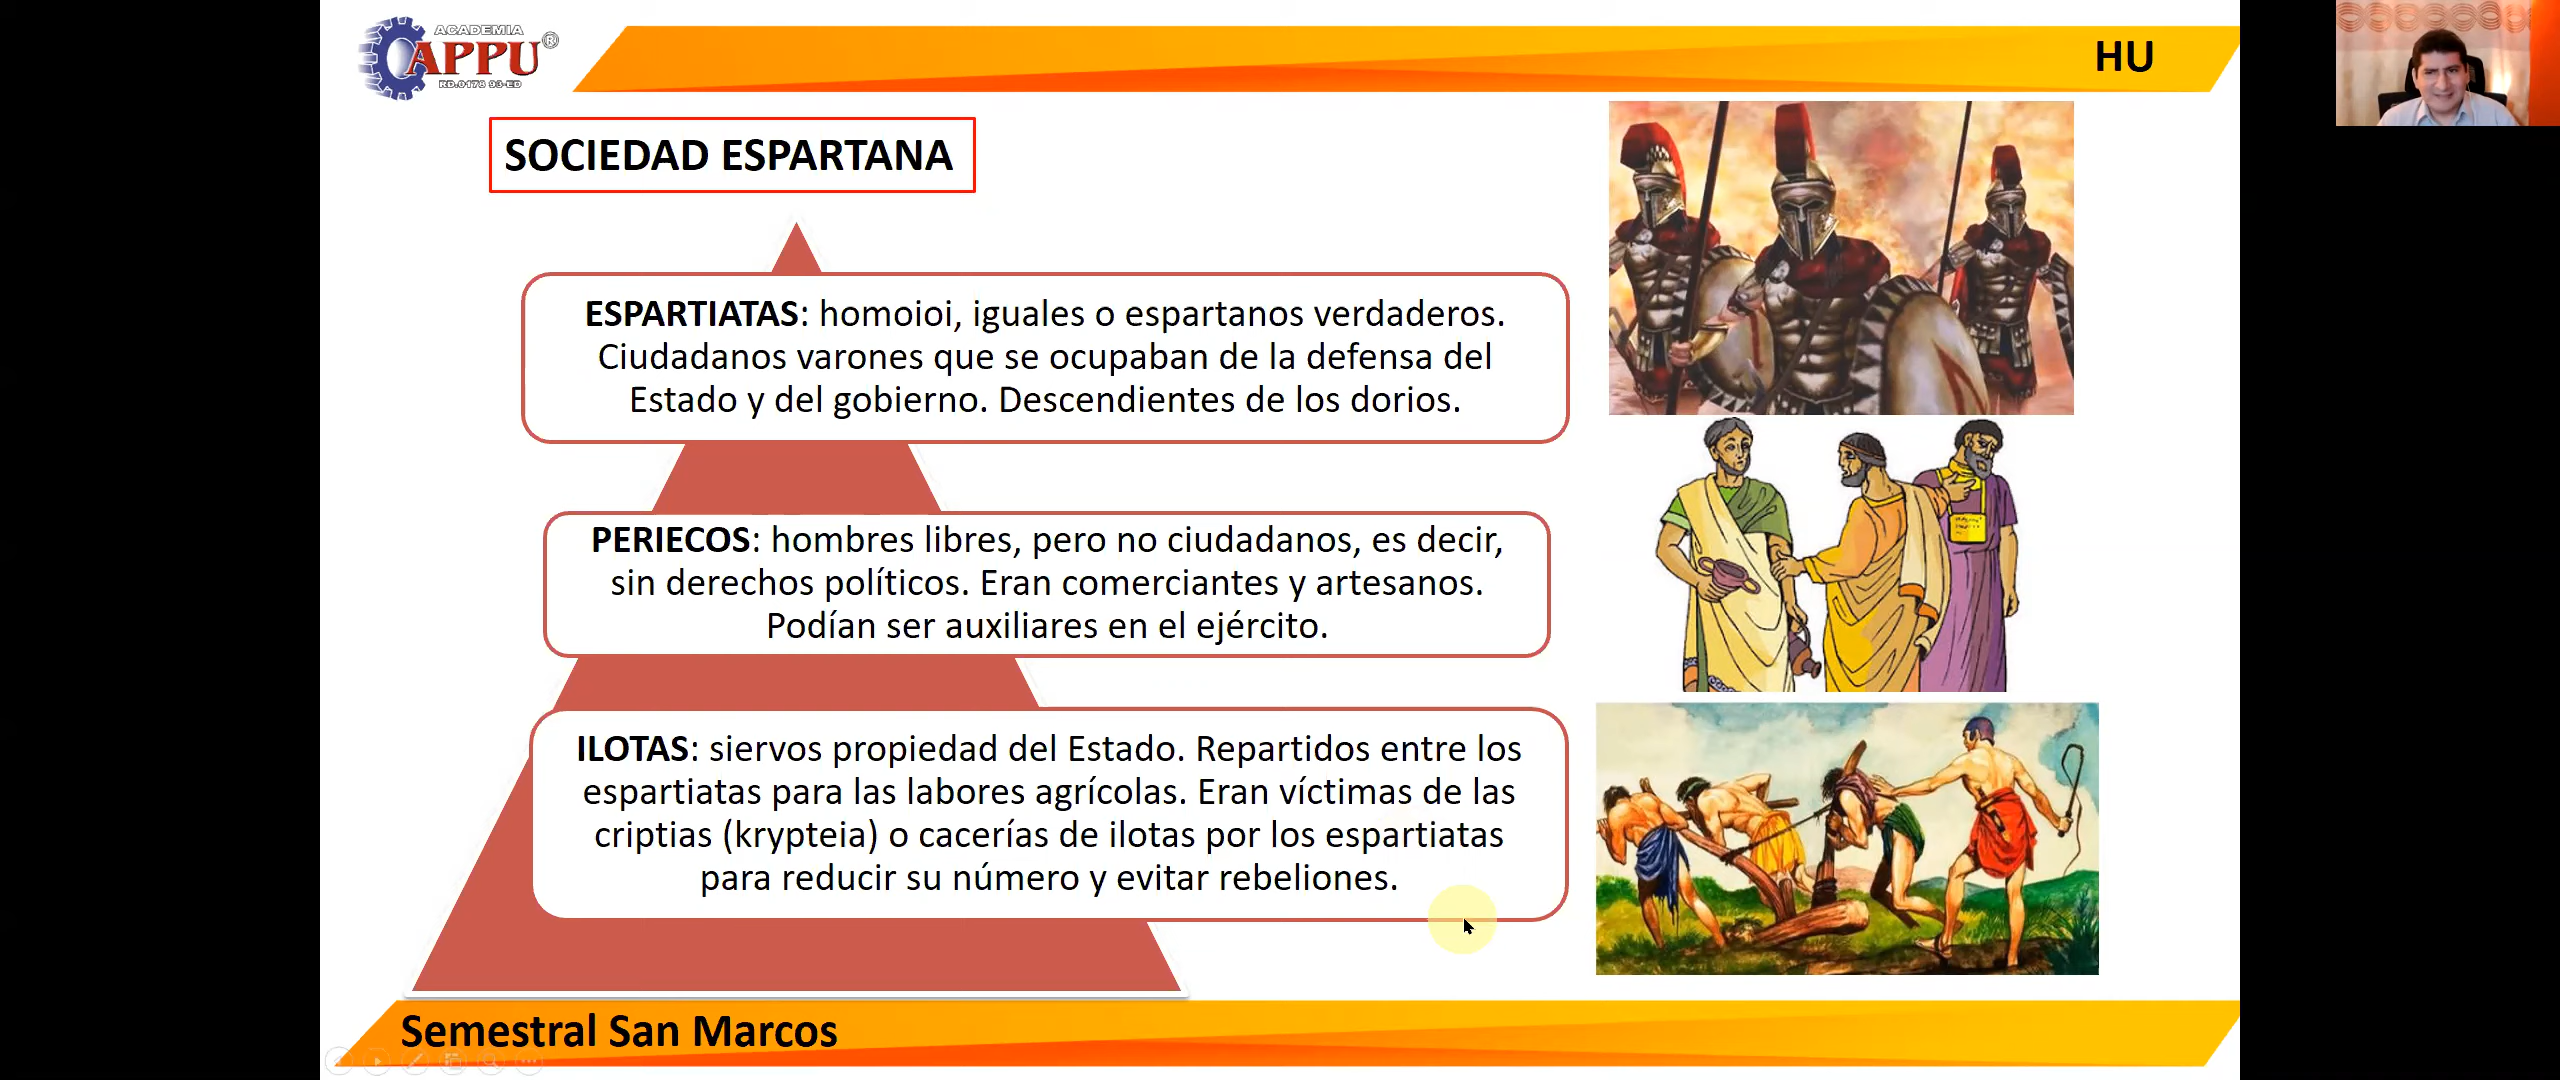 ACADEMIA
APPU®
RD.0178 93-ED
HU
SOCIEDAD ESPARTANA
ESPARTIATAS: homoioi, iguales o espartanos verdaderos.
Ciudadanos varones que se ocupaban de la defensa del
Estado y del gobierno. Descendientes de los dorios.
PERIECOS: hombres libres, pero no ciudadanos, es decir,
sin derechos políticos. Eran comerciantes y artesanos.
Podían ser auxiliares en el ejército.
ILOTAS: siervos propiedad del Estado. Repartidos entre los
espartiatas para las labores agrícolas. Eran víctimas de las
criptias (krypteia) o cacerías de ilotas por los espartiatas
para reducir su número y evitar rebeliones.
Semestral San Marcos